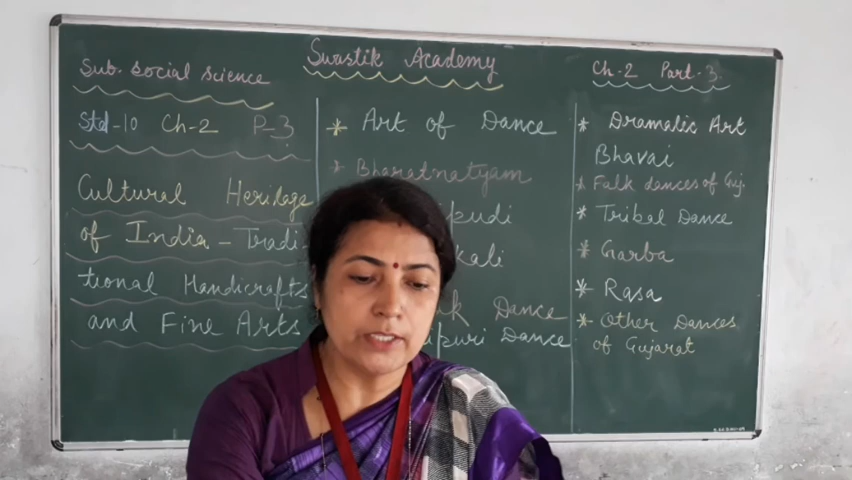 Swastik Academy
Sub. Social Science
Std-10 Ch-2 P-3
Cultural Heritage
of India - Tradi-
tional Handicrafts
and Fine Arts
* Art of Dance
* Bharatnatyam
ipudi
kali
k Dance
ipuri Dance
Ch-2 Part-3
* Dramatic Art
Bhavai
* Falk dances of Guj.
* Tribal Dance
* Garba
* Rasa
* Other Dances
of Gujarat